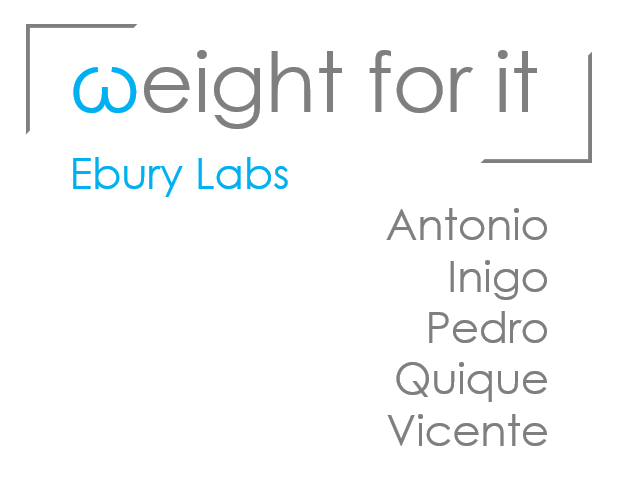 ωeight for it
Ebury Labs
Antonio
Inigo
Pedro
Quique
Vicente